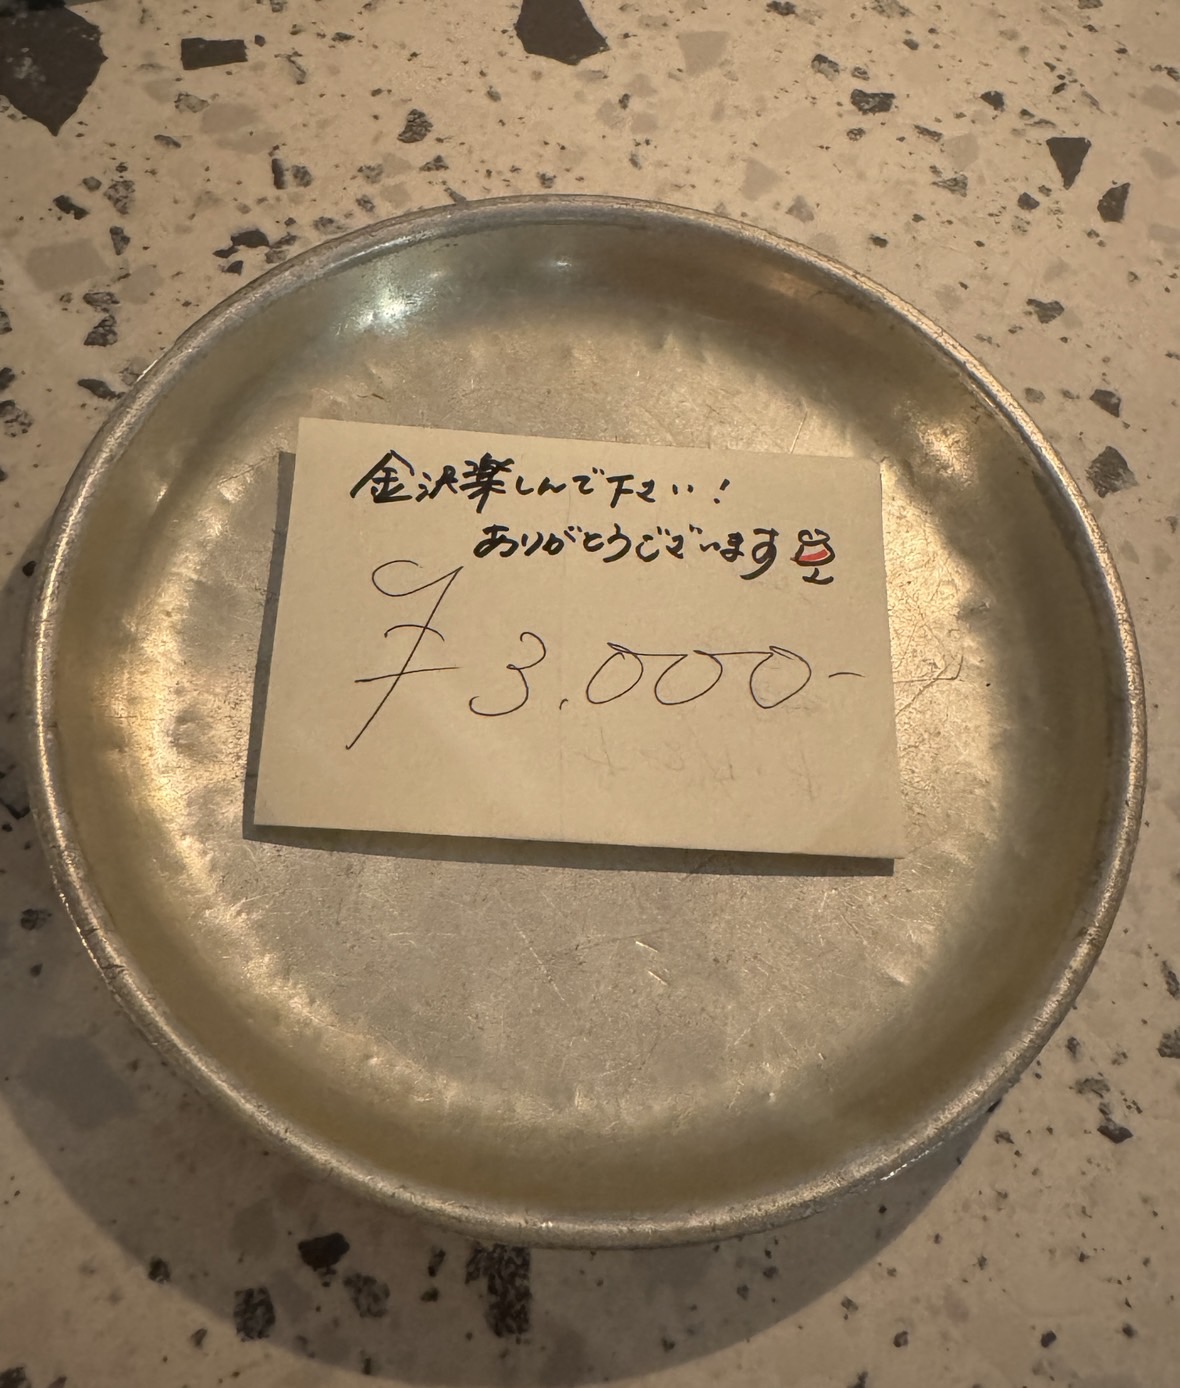 金沢楽しんで下さい！
ありがとうございます
¥3.000-